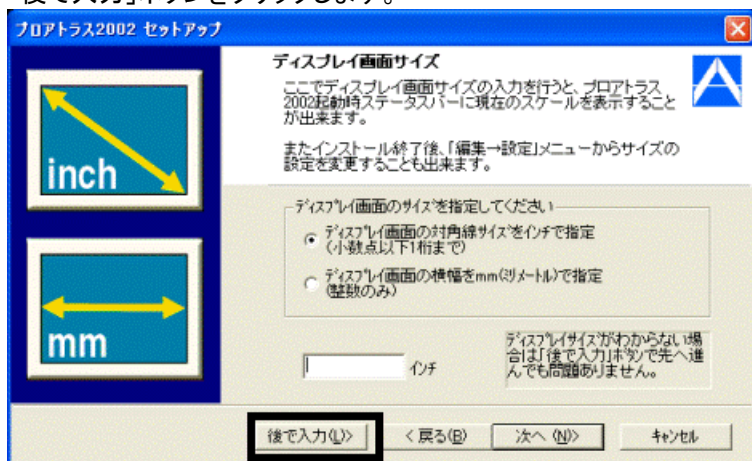 後で入力」ボタンをクリックします。
プロアトラス2002 セットアップ
ディスプレイ画面サイズ
ここでディスプレイ画面サイズの入力を行うと、プロアトラス
2002起動時ステータスバーに現在のスケールを表示すること
が出来ます。
またインストール終了後、「編集→設定」メニューからサイズの
設定を変更することも出来ます。
inch
ディスプレイ画面のサイズを指定してください
ディスプレイ画面の対角線サイズをインチで指定
(小数点以下1桁まで)
ディスプレイ画面の横幅をmm(ミリメートル)で指定
(整数のみ)
mm
インチ
ディスプレイサイズがわからない場
合は「後で入力」ボタンで先へ進
んでも問題ありません。
後で入力(L)>
< 戻る(B)
次へ (N)>
キャンセル